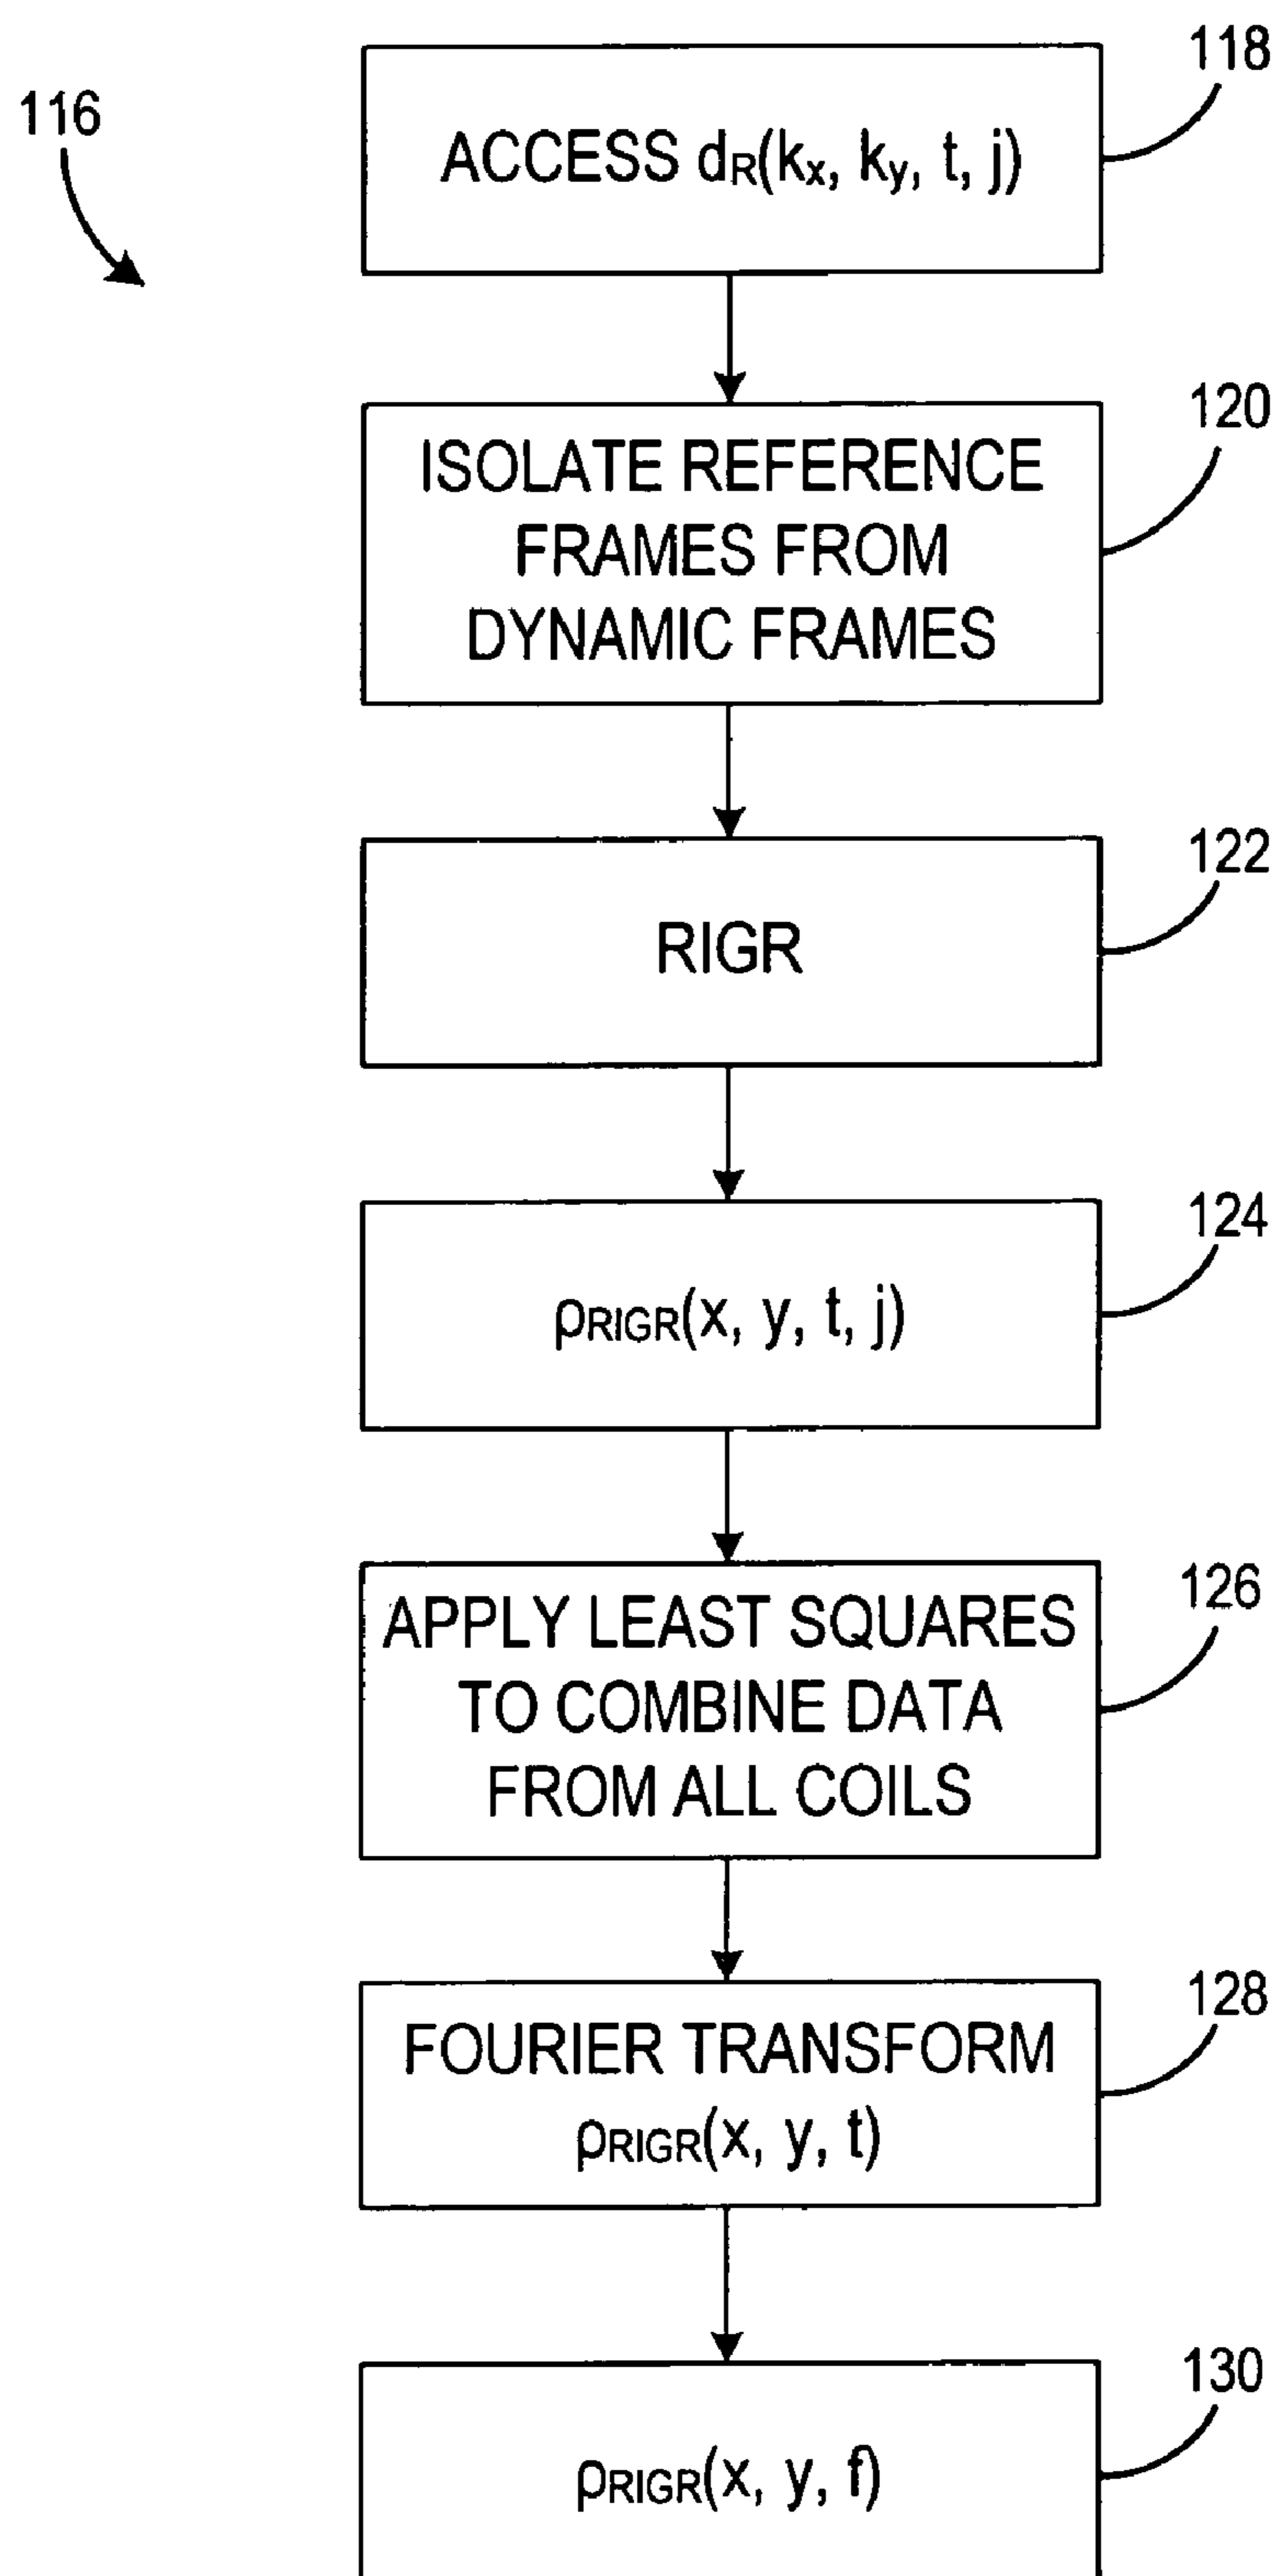 116
118
ACCESS dR(kx, ky, t, j)
120
ISOLATE REFERENCE
FRAMES FROM
DYNAMIC FRAMES
122
RIGR
124
ρRIGR(x, y, t, j)
126
APPLY LEAST SQUARES
TO COMBINE DATA
FROM ALL COILS
128
FOURIER TRANSFORM
ρRIGR(x, y, t)
130
ρRIGR(x, y, f)